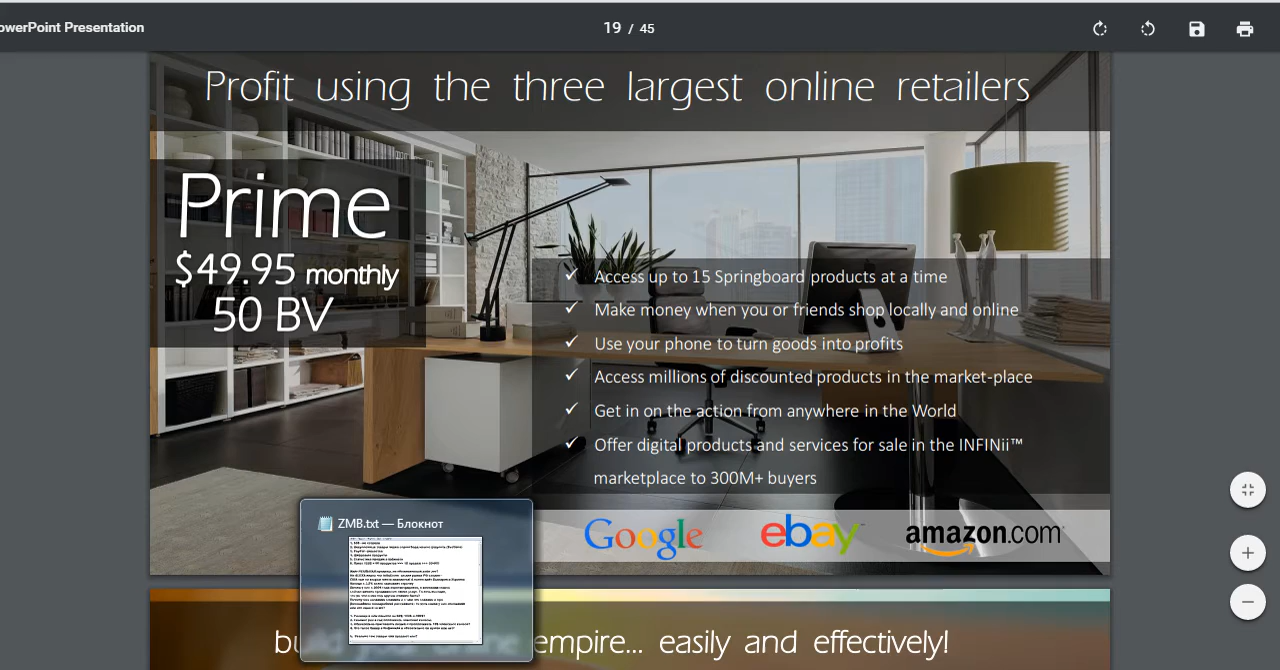 owerPoint Presentation
19 / 45
Profit using the three largest online retailers
Prime
$49.95 monthly
50 BV
Access up to 15 Springboard products at a time
Make money when you or friends shop locally and online
Use your phone to turn goods into profits
Access millions of discounted products in the market-place
Get in on the action from anywhere in the World
Offer digital products and services for sale in the INFINii™
marketplace to 300M+ buyers
ZMB.txt — Блокнот
Google
ebay
amazon.com
empire... easily and effectively!